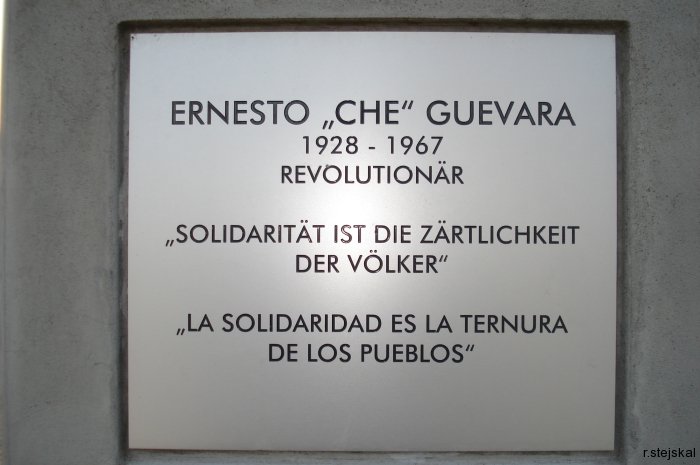 ERNESTO „CHE“ GUEVARA
1928 - 1967
REVOLUTIONÄR
„SOLIDARITÄT IST DIE ZÄRTLICHKEIT
DER VÖLKER“
„LA SOLIDARIDAD ES LA TERNURA
DE LOS PUEBLOS“
r.stejskal